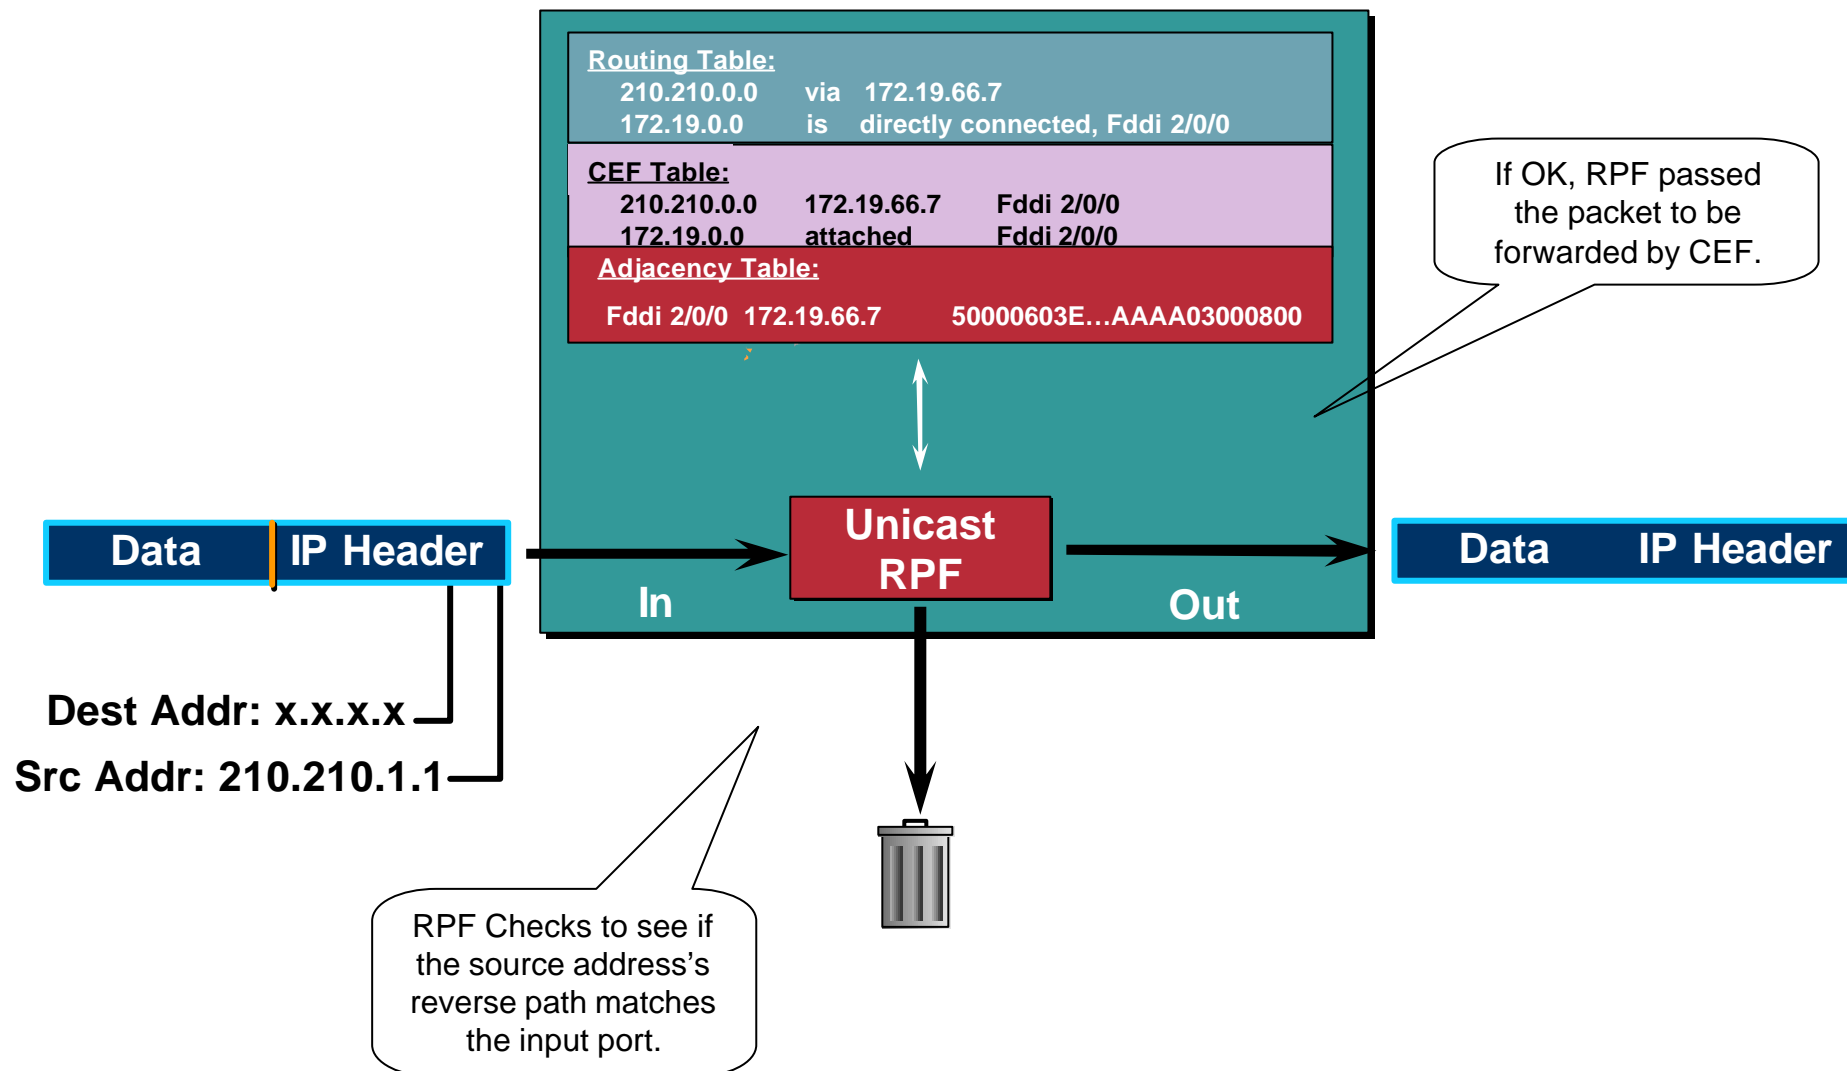 Routing Table:
210.210.0.0 via 172.19.66.7
172.19.0.0 is directly connected, Fddi 2/0/0
CEF Table:
210.210.0.0 172.19.66.7 Fddi 2/0/0
172.19.0.0 attached Fddi 2/0/0
Adjacency Table:
Fddi 2/0/0 172.19.66.7 50000603E…AAAA03000800
If OK, RPF passed
the packet to be
forwarded by CEF.
Data IP Header
Unicast
RPF
In
Out
Data IP Header
Dest Addr: x.x.x.x
Src Addr: 210.210.1.1
RPF Checks to see if
the source address’s
reverse path matches
the input port.